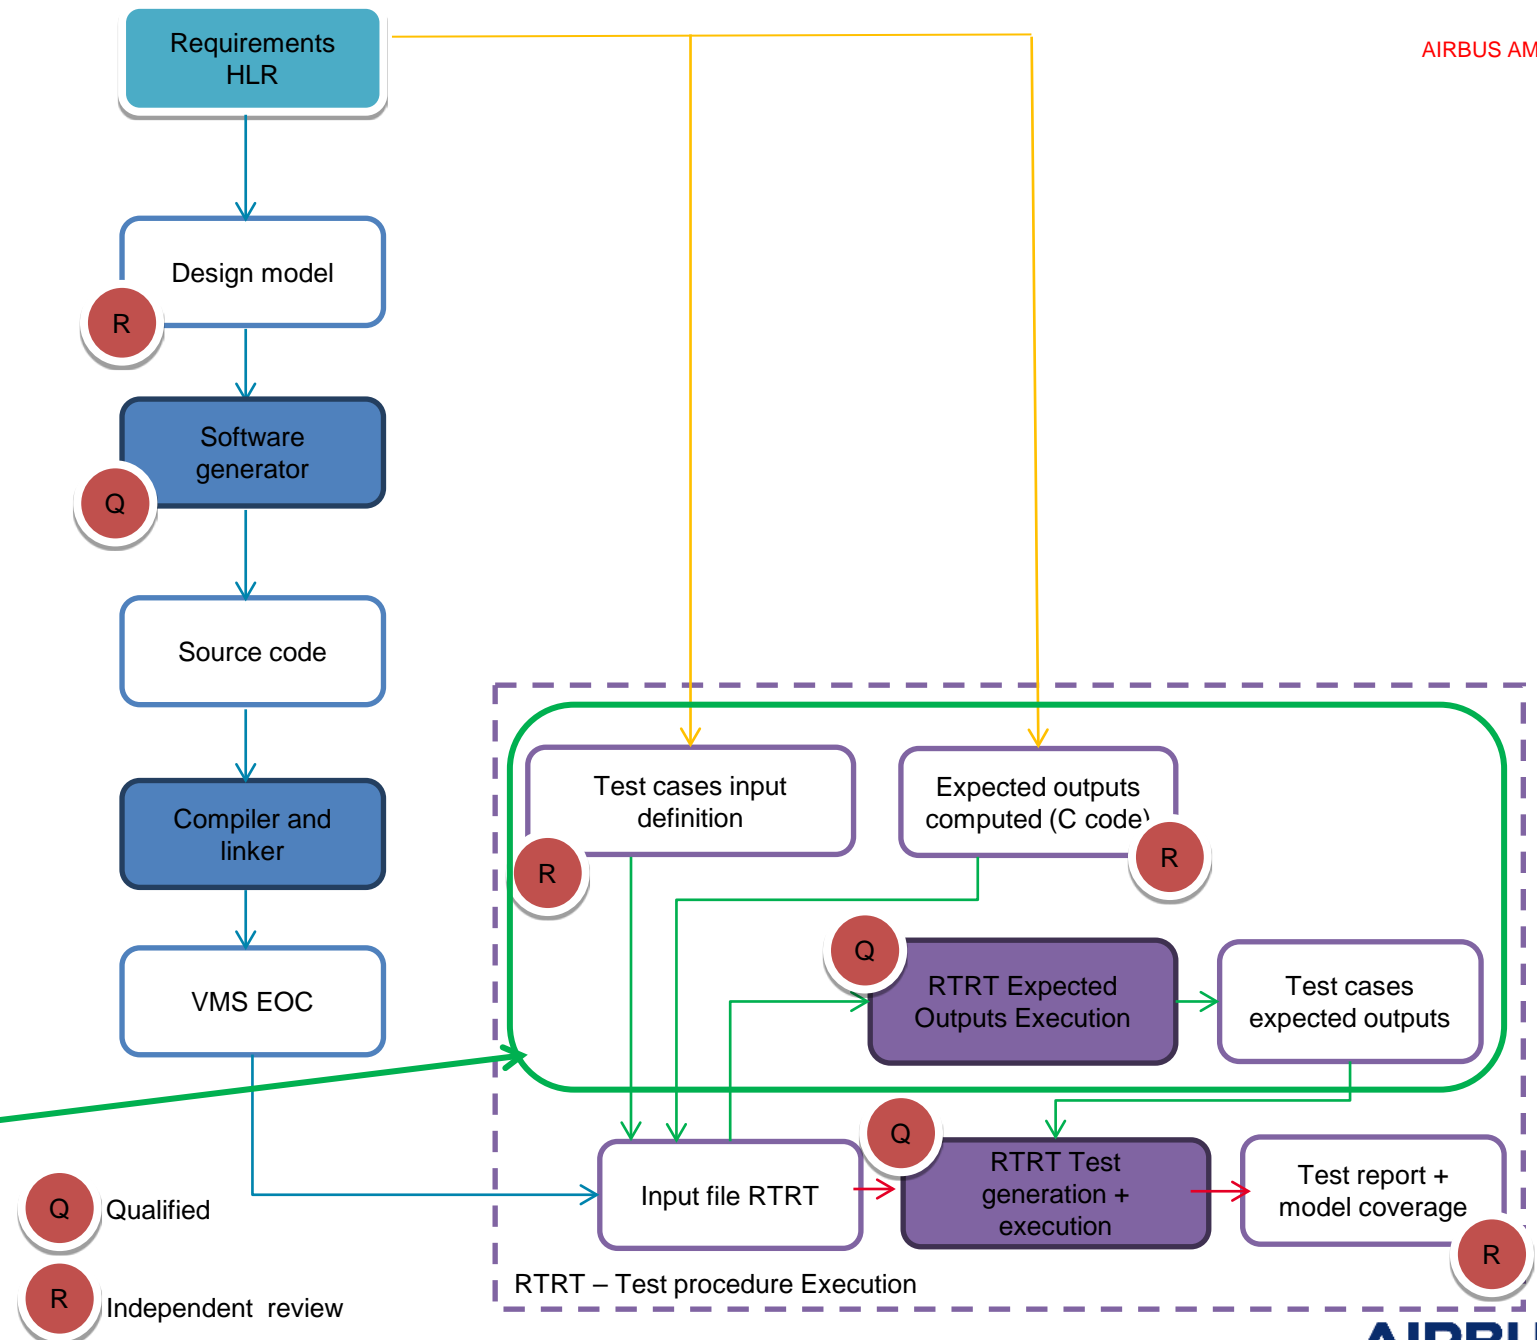 Requirements
HLR
AIRBUS AM
Design model
R
Software
generator
Q
Source code
Test cases input
definition
Expected outputs
computed (C code)
Compiler and
linker
R
R
Q
RTRT Expected
Outputs Execution
Test cases
expected outputs
VMS EOC
Q
RTRT Test
generation +
execution
Test report +
model coverage
Input file RTRT
Q
Qualified
R
RTRT – Test procedure Execution
R
Independent review